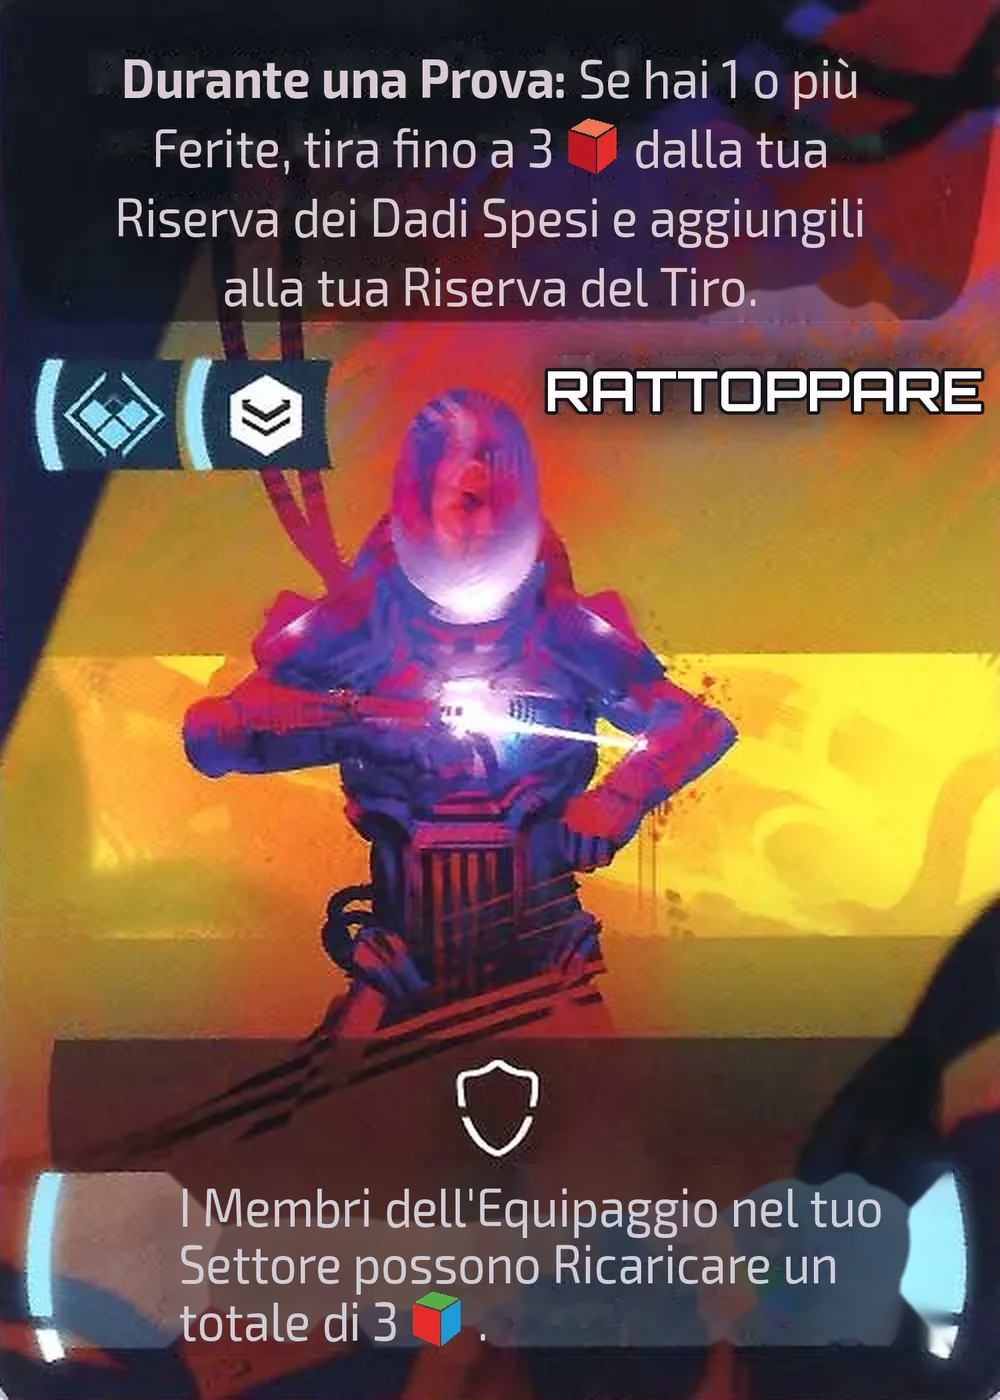 Durante una Prova: Se hai 1 o più
Ferite, tira fino a 3 dalla tua
Riserva dei Dadi Spesi e aggiungili
alla tua Riserva del Tiro.
RATTOPPARE
I Membri dell'Equipaggio nel tuo
Settore possono Ricaricare un
totale di 3 .